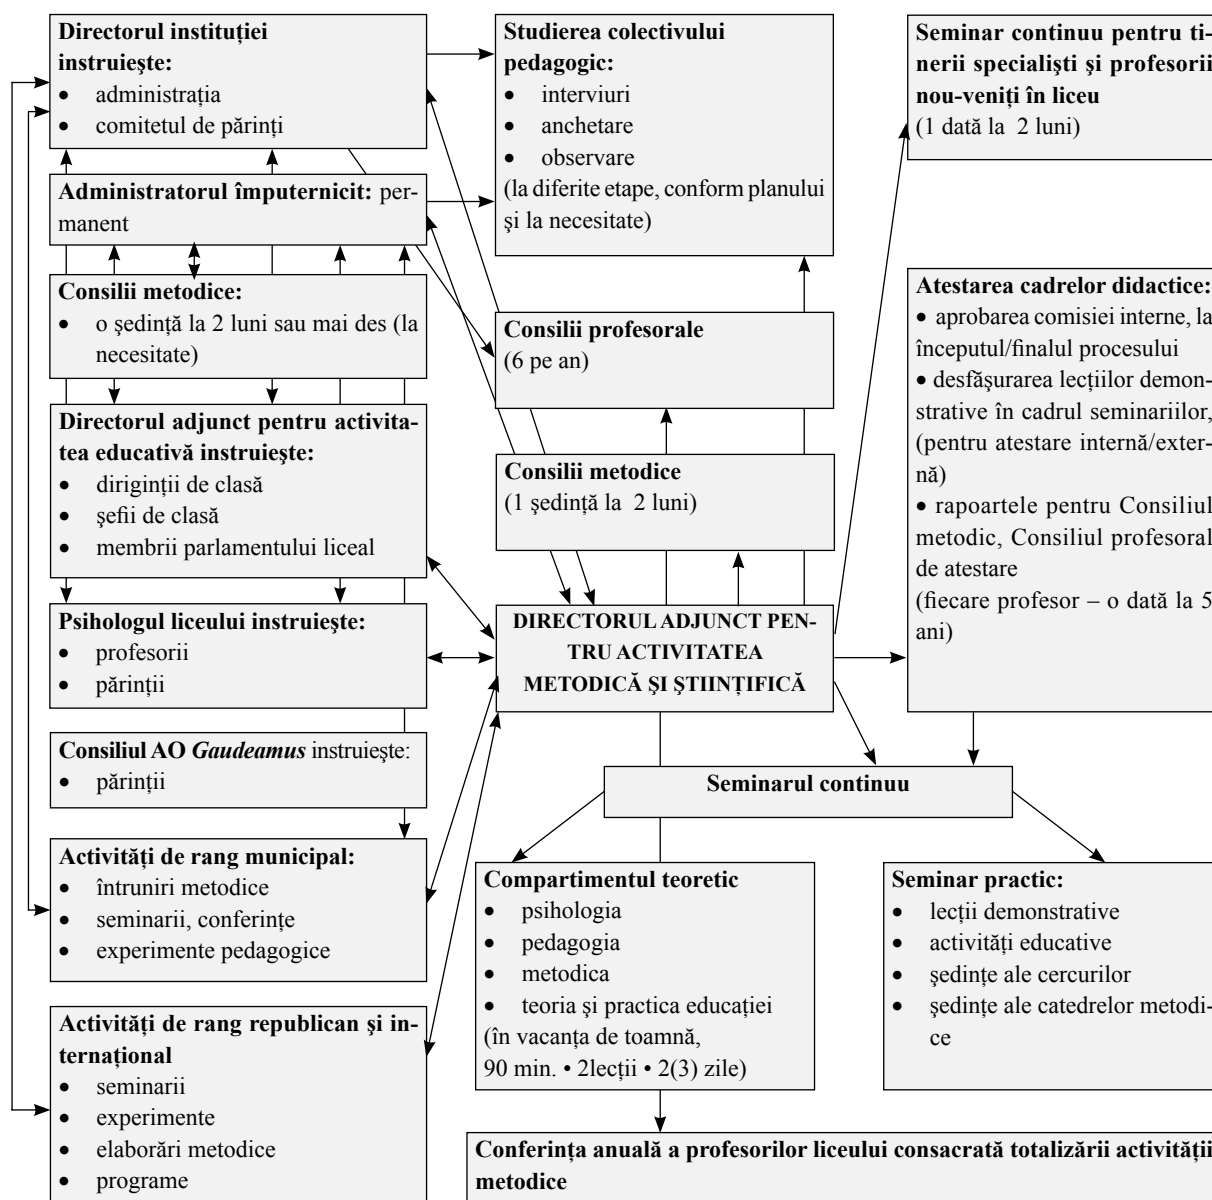 Directorul instituției
instruiește:
• administrația
• comitetul de părinți
Administratorul împuternicit: per-
manent
Consilii metodice:
• o ședință la 2 luni sau mai des (la
necesitate)
Directorul adjunct pentru activita-
tea educativă instruiește:
• diriginții de clasă
• șefii de clasă
• membrii parlamentului liceal
Psihologul liceului instruiește:
• profesorii
• părinții
Consiliul AO Gaudeamus instruiește:
• părinții
Activități de rang municipal:
• întruniri metodice
• seminarii, conferințe
• experimente pedagogice
Activități de rang republican și in-
ternațional
• seminarii
• experimente
• elaborări metodice
• programe
Studierea colectivului
pedagogic:
• interviuri
• anchetare
• observare
(la diferite etape, conform planului
și la necesitate)
Consilii profesorale
(6 pe an)
Consilii metodice
(1 ședință la 2 luni)
DIRECTORUL ADJUNCT PEN-
TRU ACTIVITATEA
METODICĂ ȘI ȘTIINȚIFICĂ
Seminar continuu pentru ti-
nerii specialiști și profesorii
nou-veniți în liceu
(1 dată la 2 luni)
Atestarea cadrelor didactice:
• aprobarea comisiei interne, la
începutul/finalul procesului
• desfășurarea lecțiilor demon-
strative în cadrul seminariilor,
(pentru atestare internă/exter-
nă)
• rapoartele pentru Consiliul
metodic, Consiliul profesoral
de atestare
(fiecare profesor – o dată la 5
ani)
Seminarul continuu
Compartimentul teoretic
• psihologia
• pedagogia
• metodica
• teoria și practica educației
(în vacanța de toamnă,
90 min. • 2lecții • 2(3) zile)
Seminar practic:
• lecții demonstrative
• activități educative
• ședințe ale cercurilor
• ședințe ale catedrelor metodi-
ce
Conferința anuală a profesorilor liceului consacrată totalizării activității
metodice